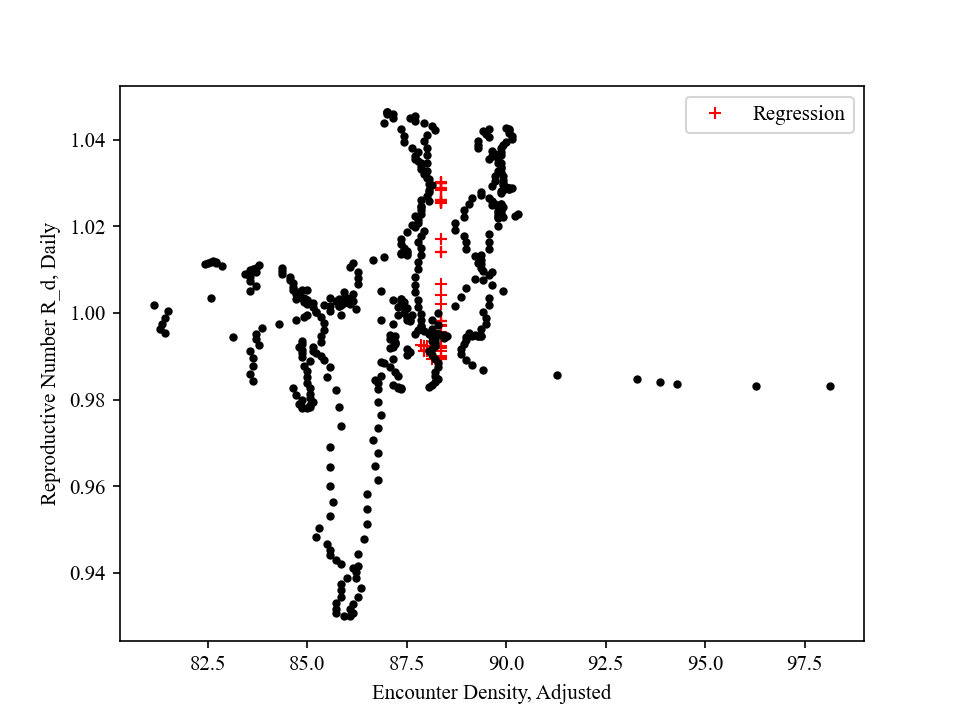 Regression
1.04
1.02
1.00
0.98
0.96
0.94
Reproductive Number R_d, Daily
82.5 85.0 87.5 90.0 92.5 95.0 97.5
Encounter Density, Adjusted